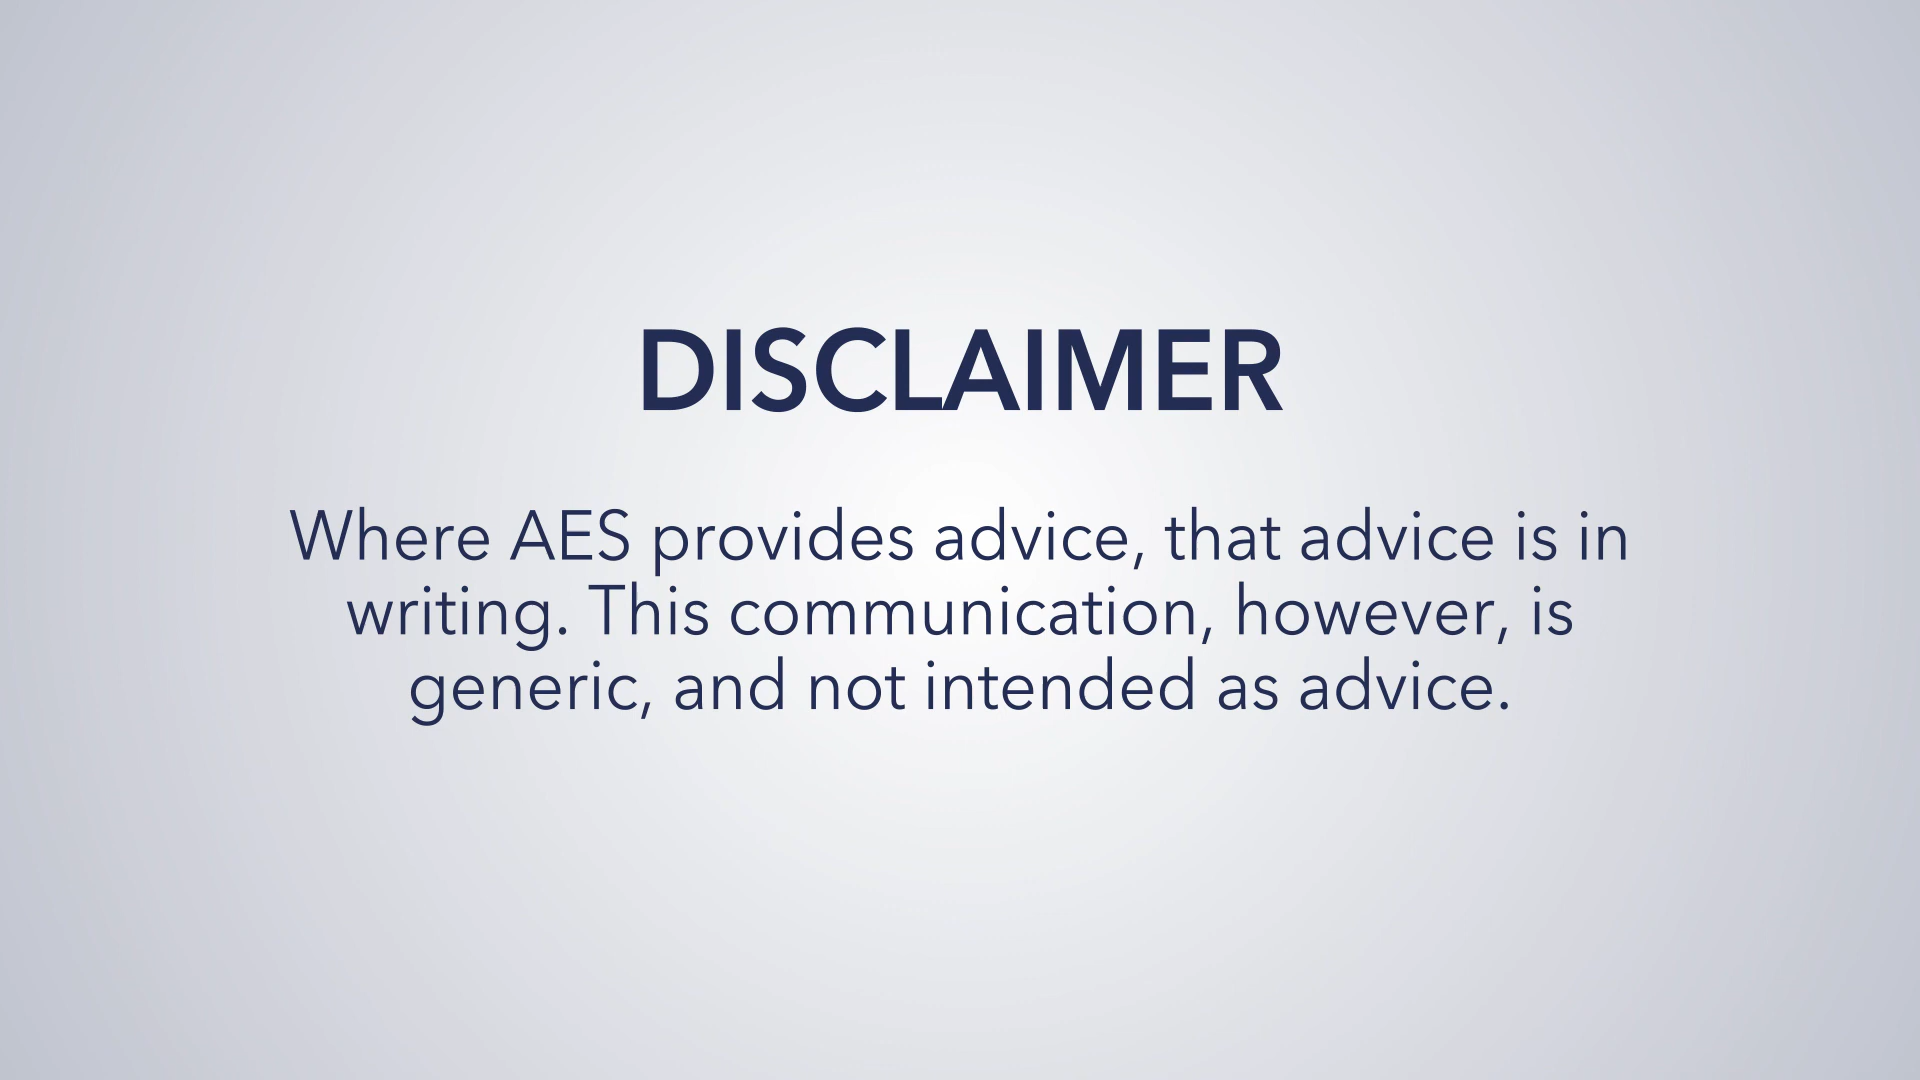 DISCLAIMER
Where AES provides advice, that advice is in
writing. This communication, however, is
generic, and not intended as advice.